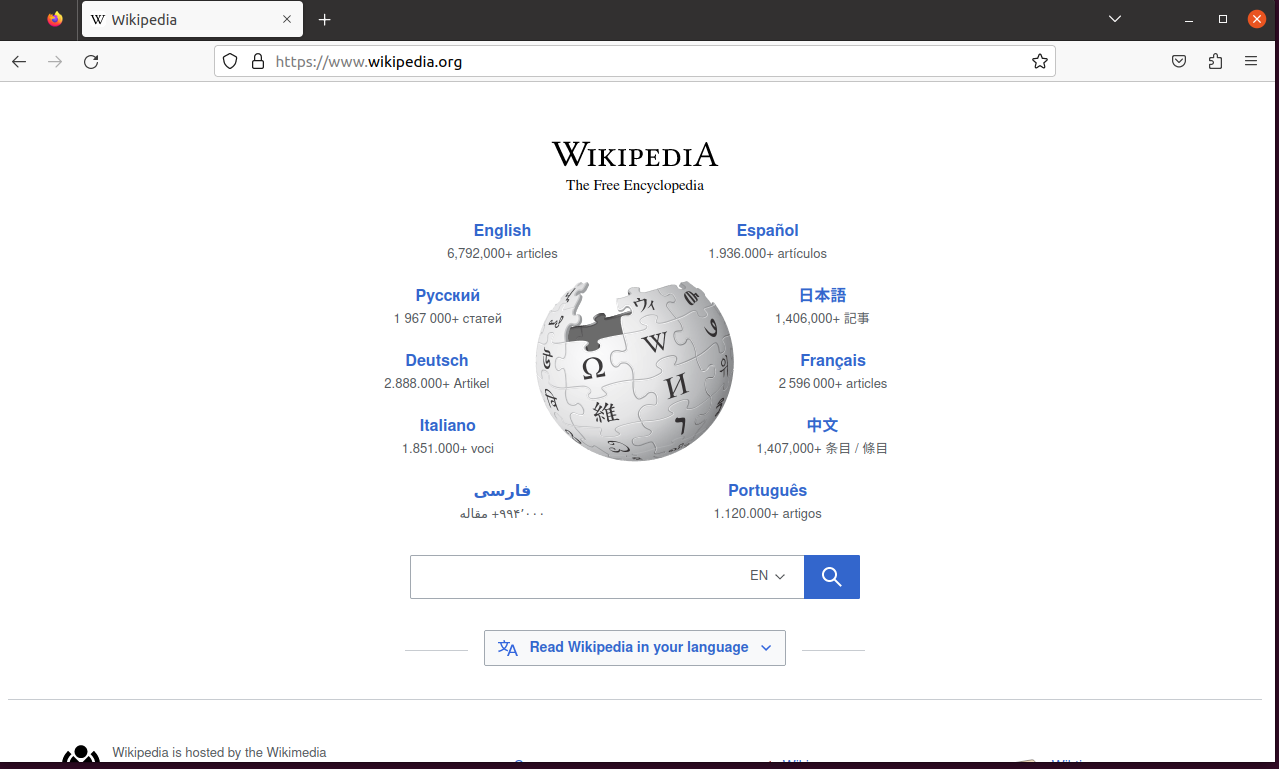 Wikipedia
https://www.wikipedia.org
WIKIPEDIA
The Free Encyclopedia
English
6,792,000+ articles
Español
1.936.000+ artículos
Русский
1 967 000+ статей
日本語
1,406,000+ 記事
Deutsch
2.888.000+ Artikel
Français
2 596 000+ articles
Italiano
1.851.000+ voci
中文
1,407,000+ 条目 / 條目
فارسی
۹۹۴٬۰۰۰+ مقاله
Português
1.120.000+ artigos
Ω
W
И
維
ウィ
EN
Read Wikipedia in your language
Wikipedia is hosted by the Wikimedia